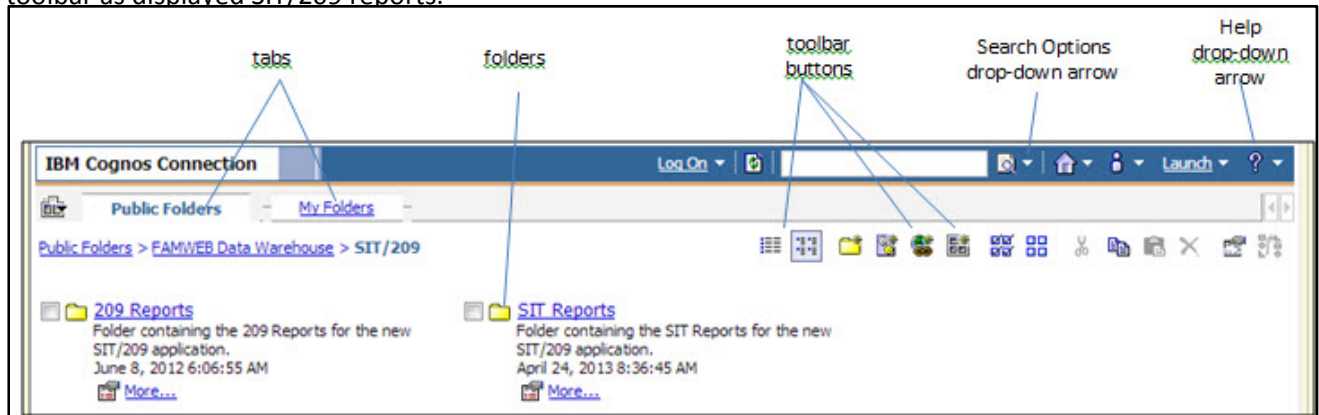 toolbar as displayed SIT/209 reports.
tabs
folders
toolbar
buttons
Search Options
drop-down arrow
Help
drop-down
arrow
IBM Cognos Connection
Log On
Launch
?
Public Folders
My Folders
Public Folders > FAMWEB Data Warehouse > SIT/209
209 Reports
Folder containing the 209 Reports for the new
SIT/209 application.
June 8, 2012 6:06:55 AM
More...
SIT Reports
Folder containing the SIT Reports for the new
SIT/209 application.
April 24, 2013 8:36:45 AM
More...